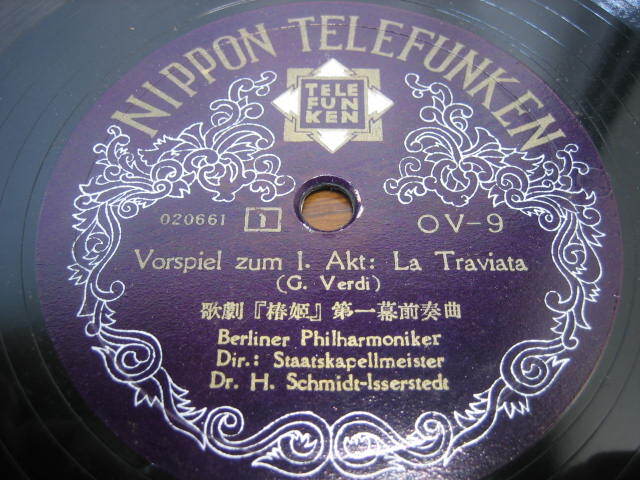 NIPPON TELEFUNKEN
TELE
FUN
KEN
020661 1 OV-9
Vorspiel zum I. Akt: La Traviata
(G. Verdi)
歌劇『椿姬』第一幕前奏曲
Berliner Philharmoniker
Dir.: Staatskapellmeister
Dr. H. Schmidt-Isserstedt